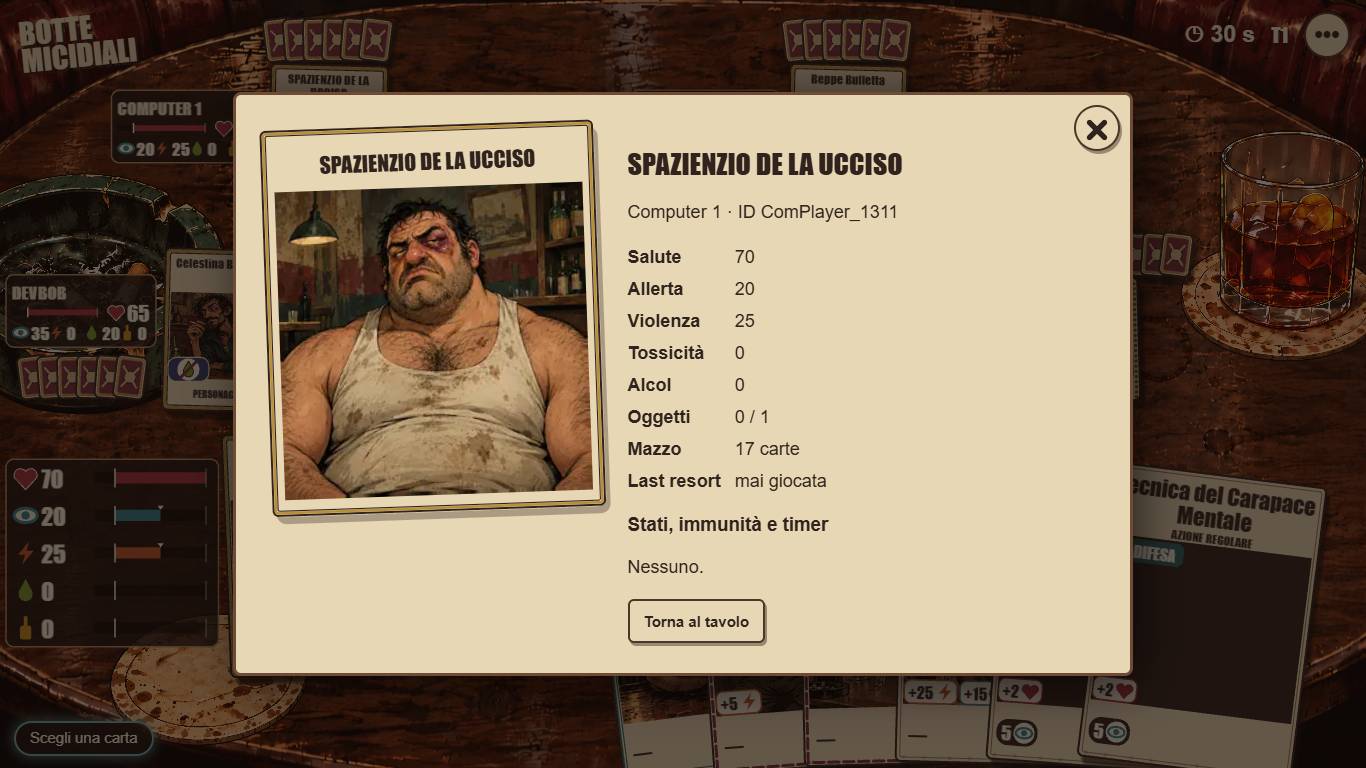 BOTTE
MICIDIALI
SPAZIENZIO DE LA
Beppe Buffetta
30 s
T1
COMPUTER 1
20 25 0
SPAZIENZIO DE LA UCCISO
SPAZIENZIO DE LA UCCISO
Computer 1 · ID ComPlayer_1311
Salute 70
Allerta 20
Violenza 25
Tossicità 0
Alcol 0
Oggetti 0 / 1
Mazzo 17 carte
Last resort mai giocata
Stati, immunità e timer
Nessuno.
Torna al tavolo
Celestina B
DEVBOR
65
35 0 20 0
PERSONAG
70
20
25
0
0
ecnica del Carapace
Mentale
AZIONE REGOLARE
DIFESA
+5
+25 +15
+2
+2
5
5
Scegli una carta